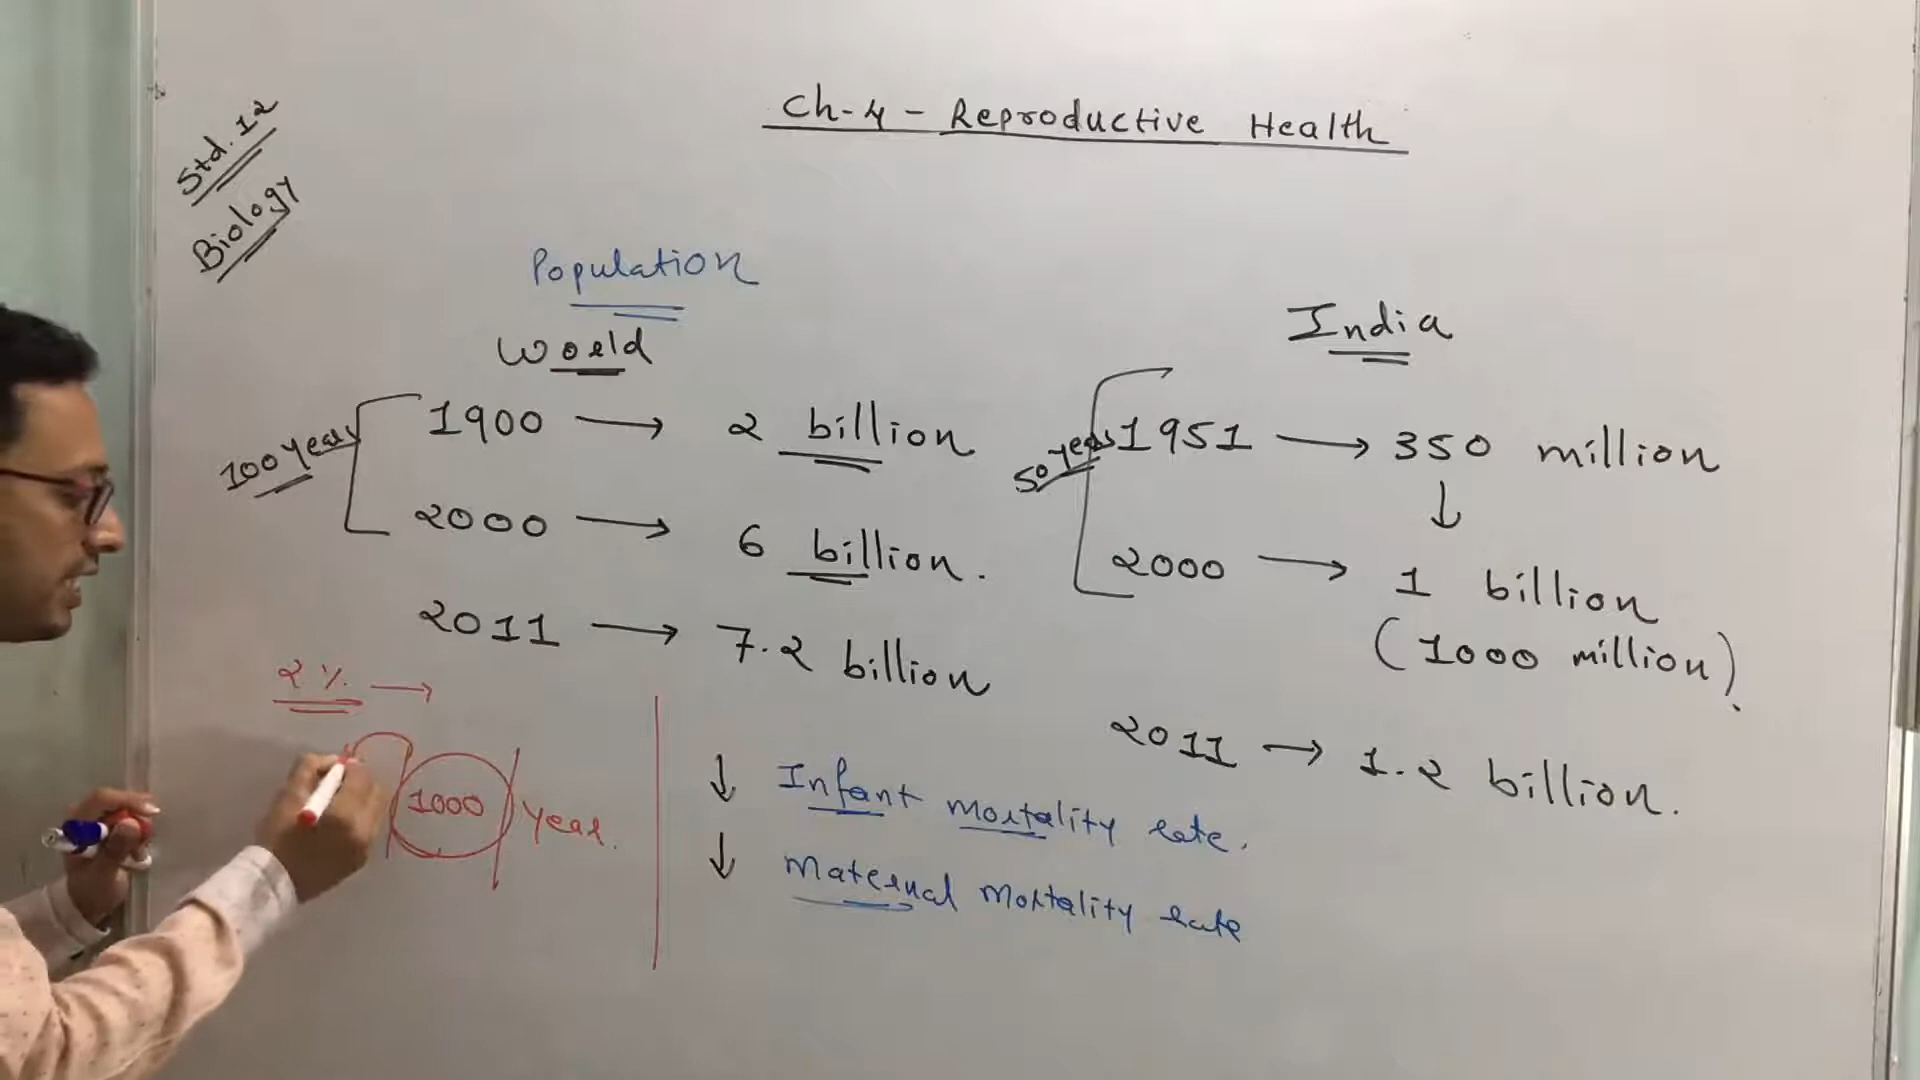 Ch-4 - Reproductive Health
Std. 12
Biology
Population
World
100 years
1900 → 2 billion
2000 → 6 billion.
2011 → 7.2 billion
India
50 years
1951 → 350 million
↓
2000 → 1 billion
(1000 million).
2011 → 1.2 billion.
2% →
1000 year.
↓ Infant mortality rate.
↓ Maternal Mortality rate